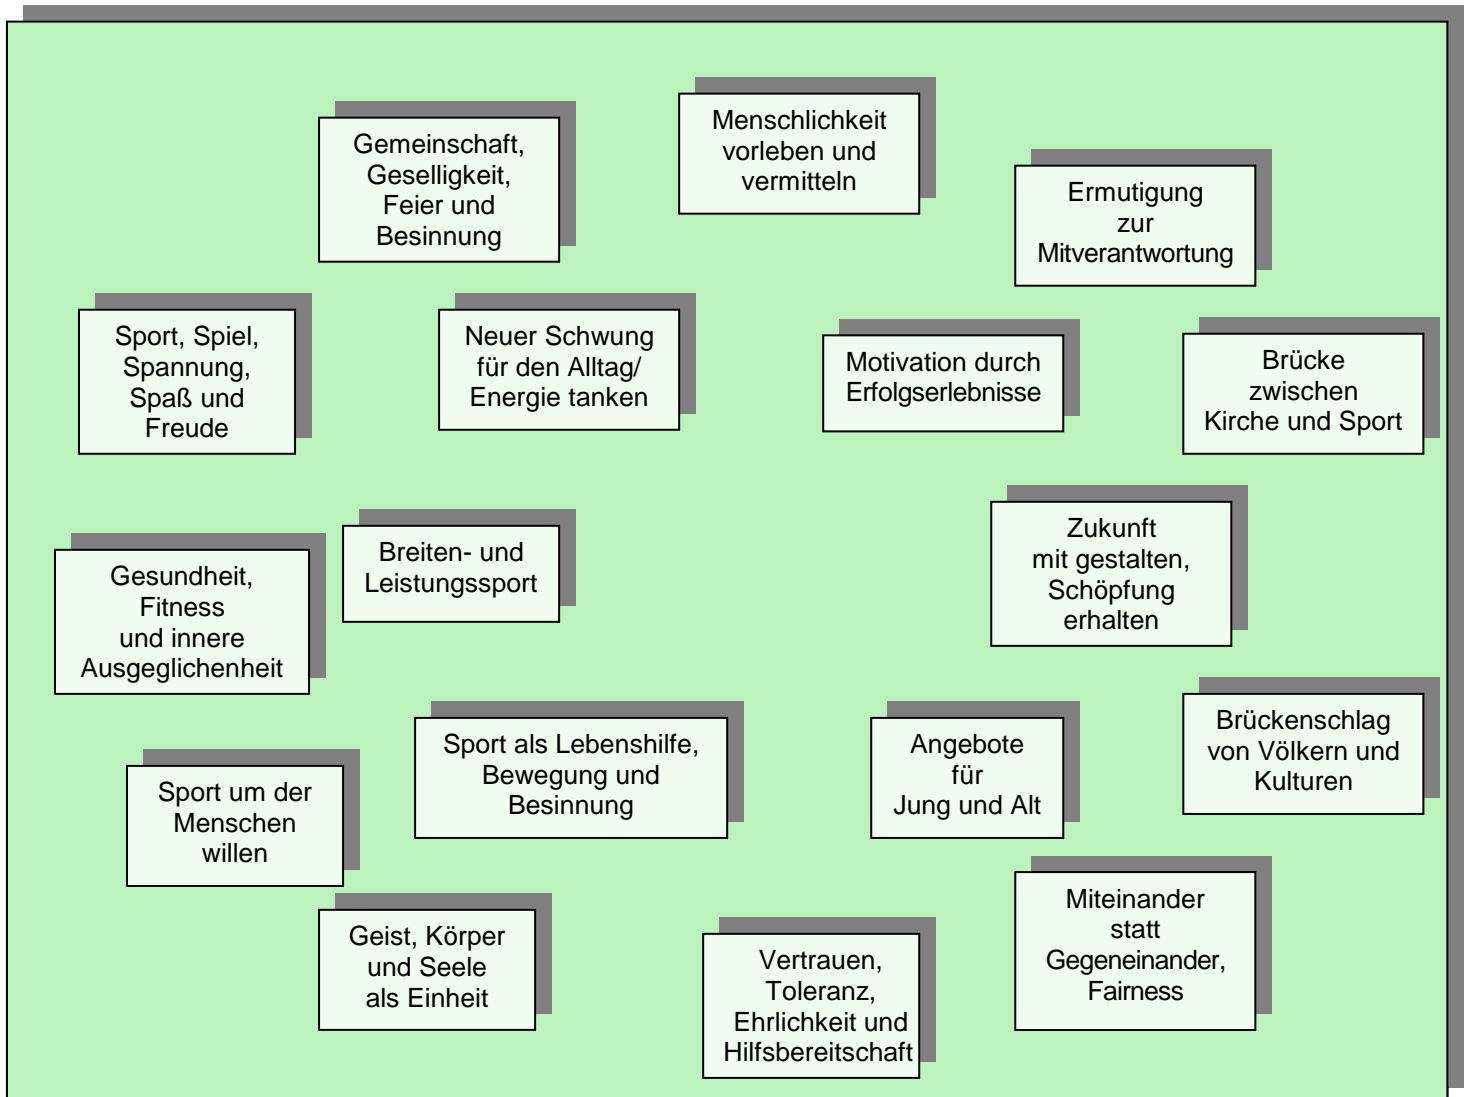 Gemeinschaft,
Geselligkeit,
Feier und
Besinnung
Menschlichkeit
vorleben und
vermitteln
Ermutigung
zur
Mitverantwortung
Sport, Spiel,
Spannung,
Spaß und
Freude
Neuer Schwung
für den Alltag/
Energie tanken
Motivation durch
Erfolgserlebnisse
Brücke
zwischen
Kirche und Sport
Gesundheit,
Fitness
und innere
Ausgeglichenheit
Breiten- und
Leistungssport
Zukunft
mit gestalten,
Schöpfung
erhalten
Sport um der
Menschen
willen
Sport als Lebenshilfe,
Bewegung und
Besinnung
Angebote
für
Jung und Alt
Brückenschlag
von Völkern und
Kulturen
Geist, Körper
und Seele
als Einheit
Vertrauen,
Toleranz,
Ehrlichkeit und
Hilfsbereitschaft
Miteinander
statt
Gegeneinander,
Fairness